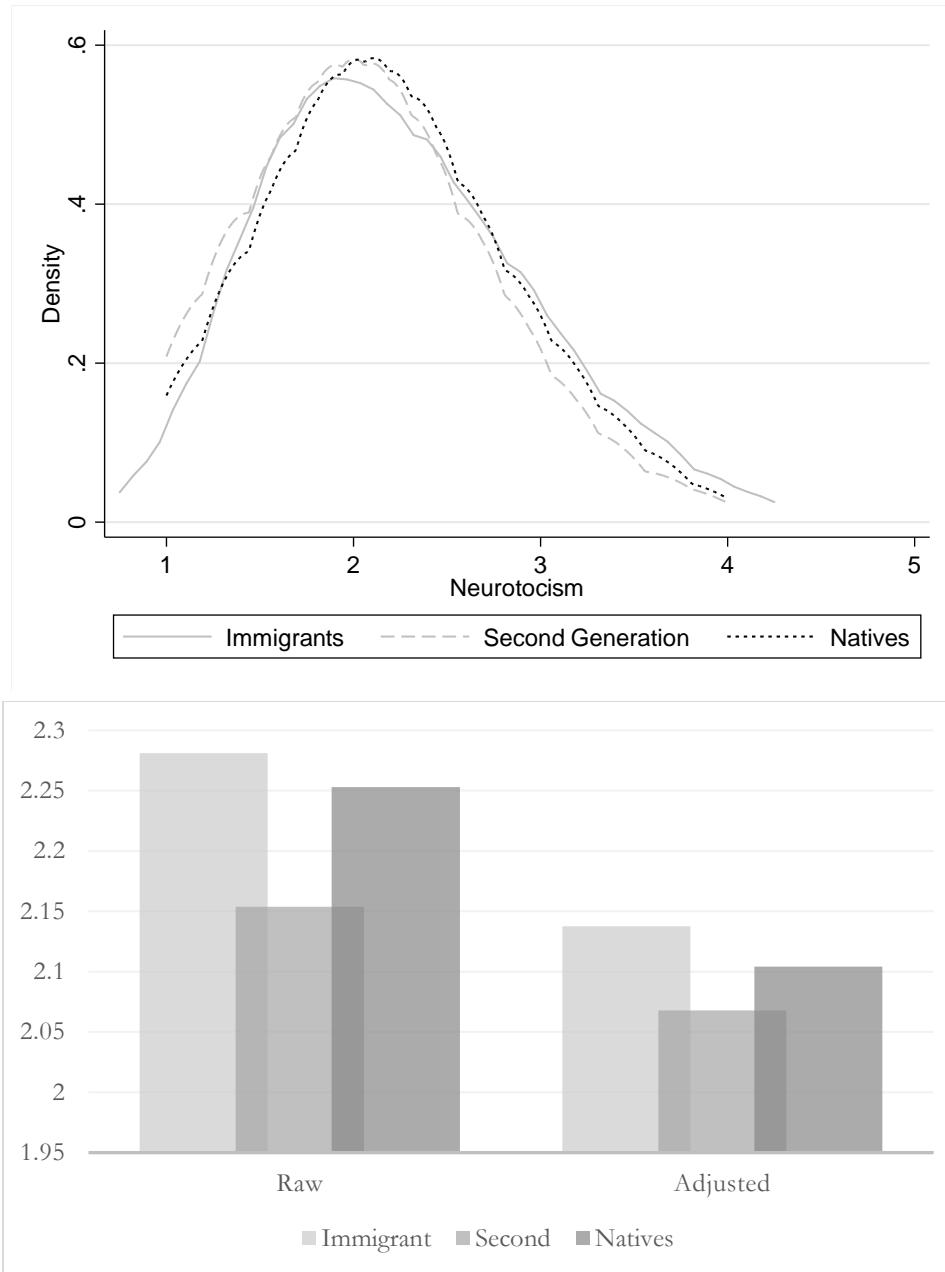 .6
.4
.2
0
Density
1 2 3 4 5
Neurotocism
Immigrants Second Generation Natives
2.3
2.25
2.2
2.15
2.1
2.05
2
1.95
Raw Adjusted
Immigrant Second Natives